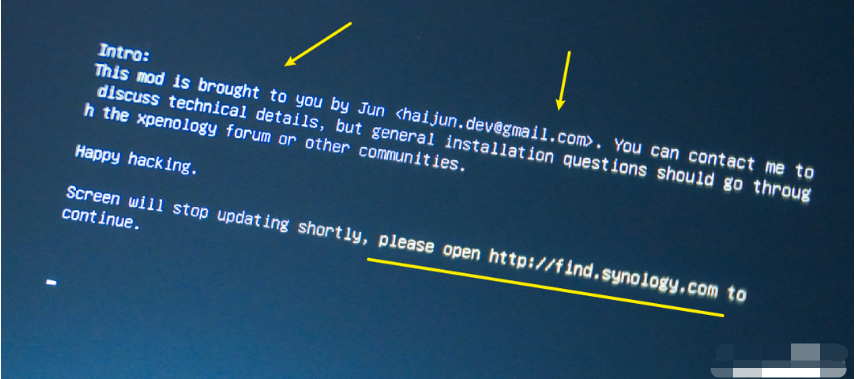 Intro:
This mod is brought to you by Jun <haijun.dev@gmail.com>. You can contact me to
discuss technical details, but general installation questions should go throug
h the xpenology forum or other communities.
Happy hacking.
Screen will stop updating shortly, please open http://find.synology.com to
continue.